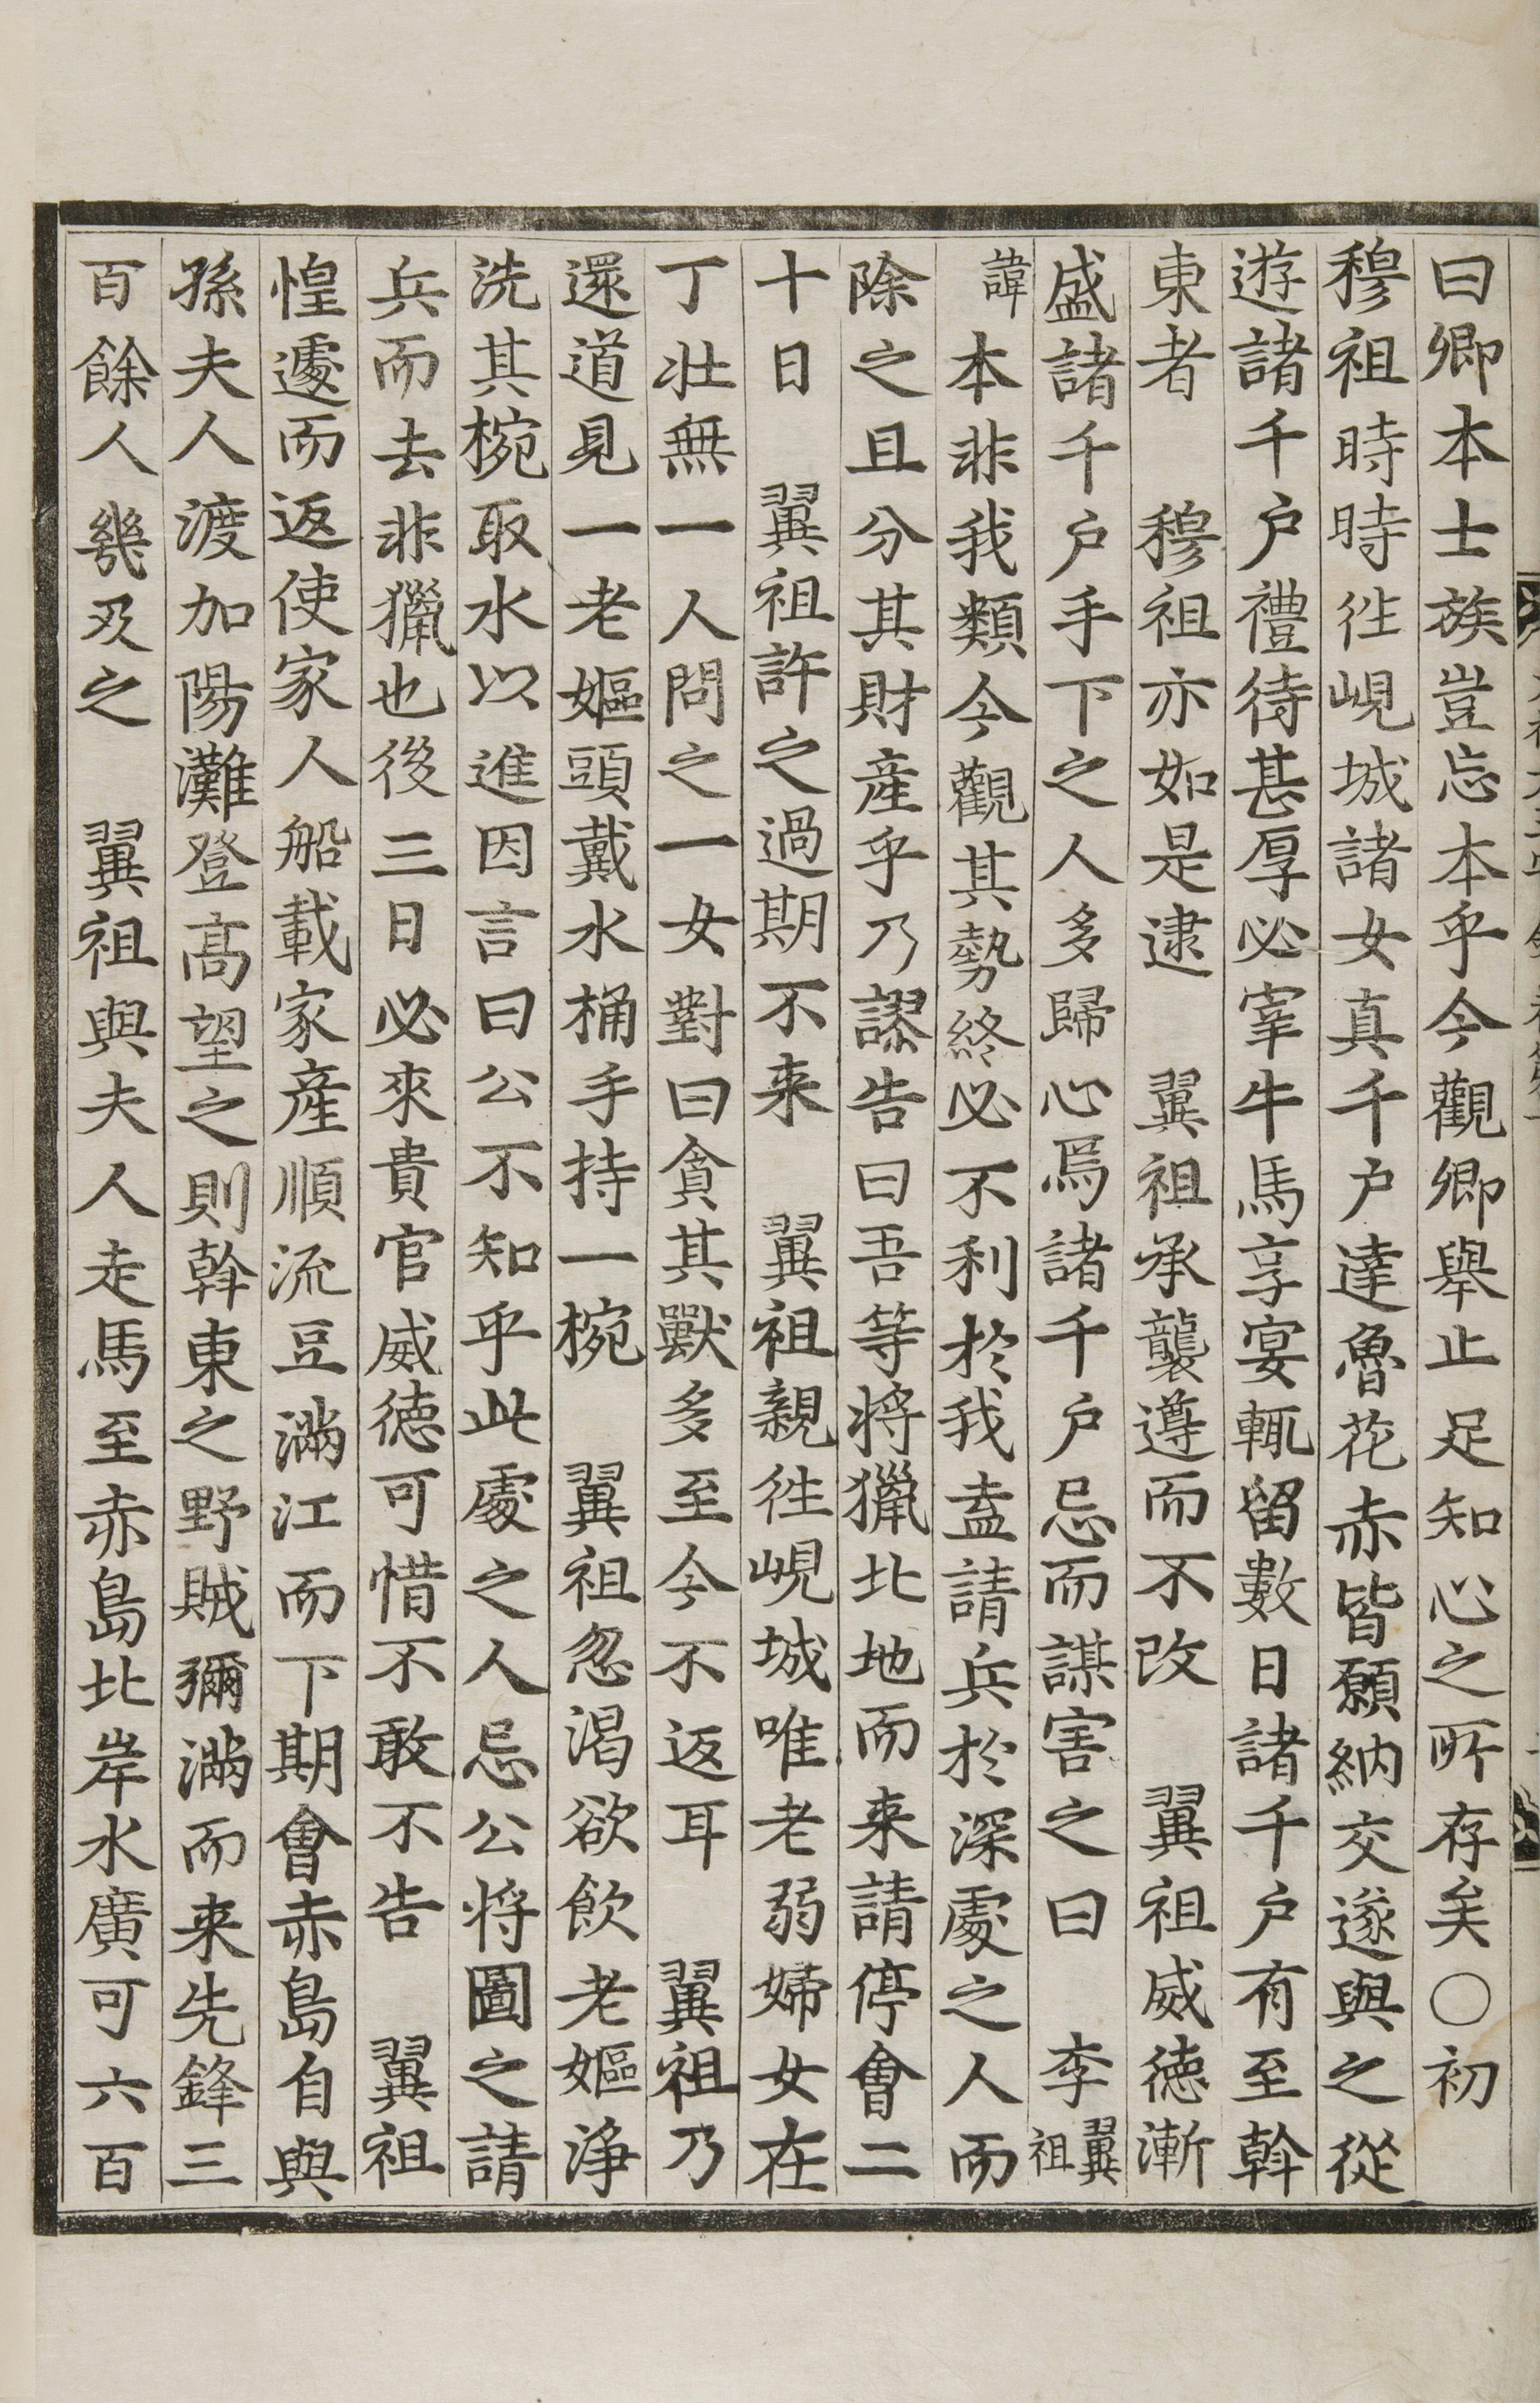 曰卿本士族豈忘本乎今觀卿舉止足知心之所存矣○初
穆祖時時徃峴城諸女真千户達魯花赤皆願納交遂與之從
遊諸千户禮待甚厚必宰牛馬享宴輒留數日諸千户有至斡
東者　穆祖亦如是逮　翼祖承襲遵而不改　翼祖威德漸
盛諸千户手下之人多歸心焉諸千户忌而謀害之曰　李翼祖
諱　本非我類今觀其勢終必不利於我盍請兵於深處之人而
除之且分其財産乎乃謬告曰吾等將獵北地而来請停會二
十日　翼祖許之過期不来　翼祖親徃峴城唯老弱婦女在
丁壯無一人問之一女對曰貪其獸多至今不返耳　翼祖乃
還道見一老嫗頭戴水桶手持一椀　翼祖忽渴欲飲老嫗淨
洗其椀取水以進因言曰公不知乎此處之人忌公將圖之請
兵而去非獵也後三日必來貴官威德可惜不敢不告　翼祖
惶遽而返使家人船載家産順流豆滿江而下期會赤島自與
孫夫人渡加陽灘登高望之則斡東之野賊彌滿而来先鋒三
百餘人幾及之　翼祖與夫人走馬至赤島北岸水廣可六百